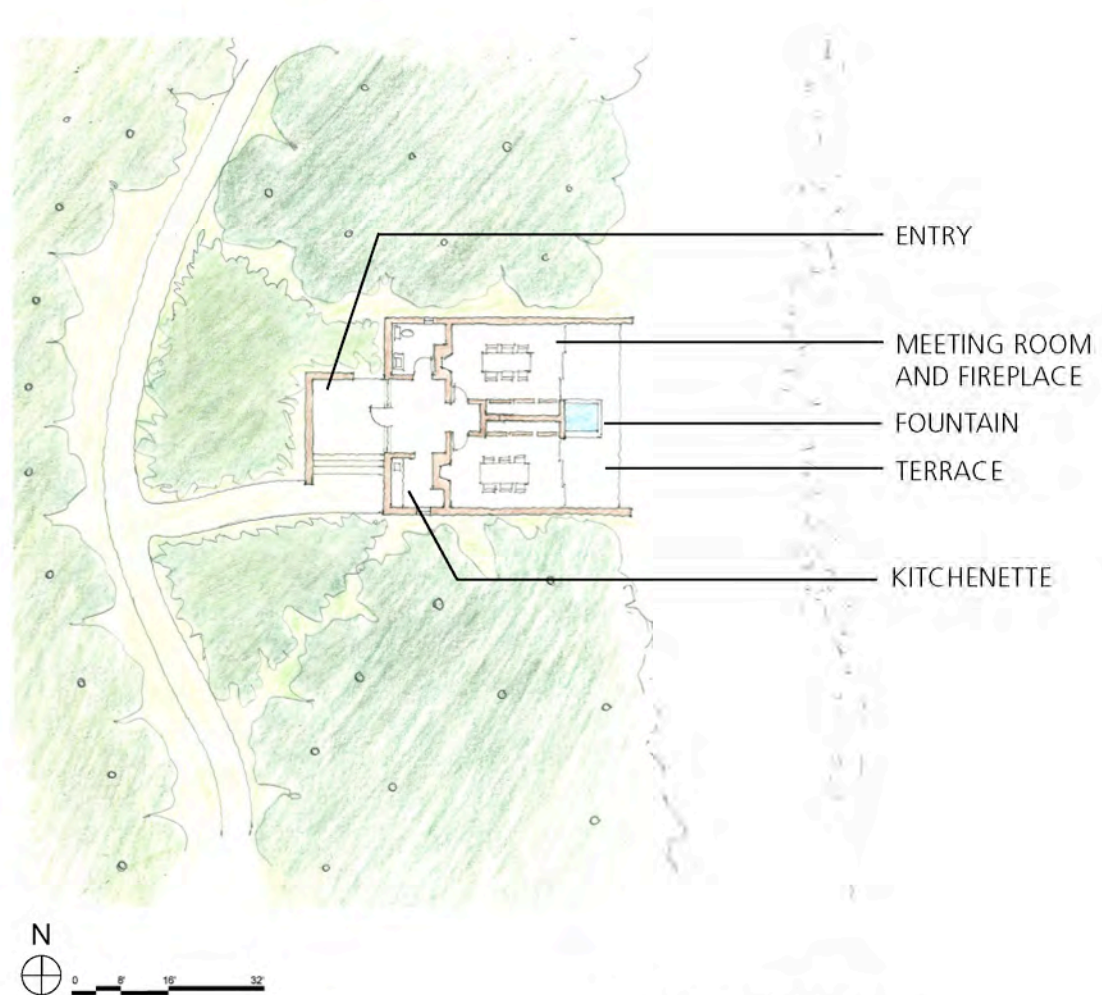 ENTRY
MEETING ROOM
AND FIREPLACE
FOUNTAIN
TERRACE
KITCHENETTE
N
0 8' 16' 32'